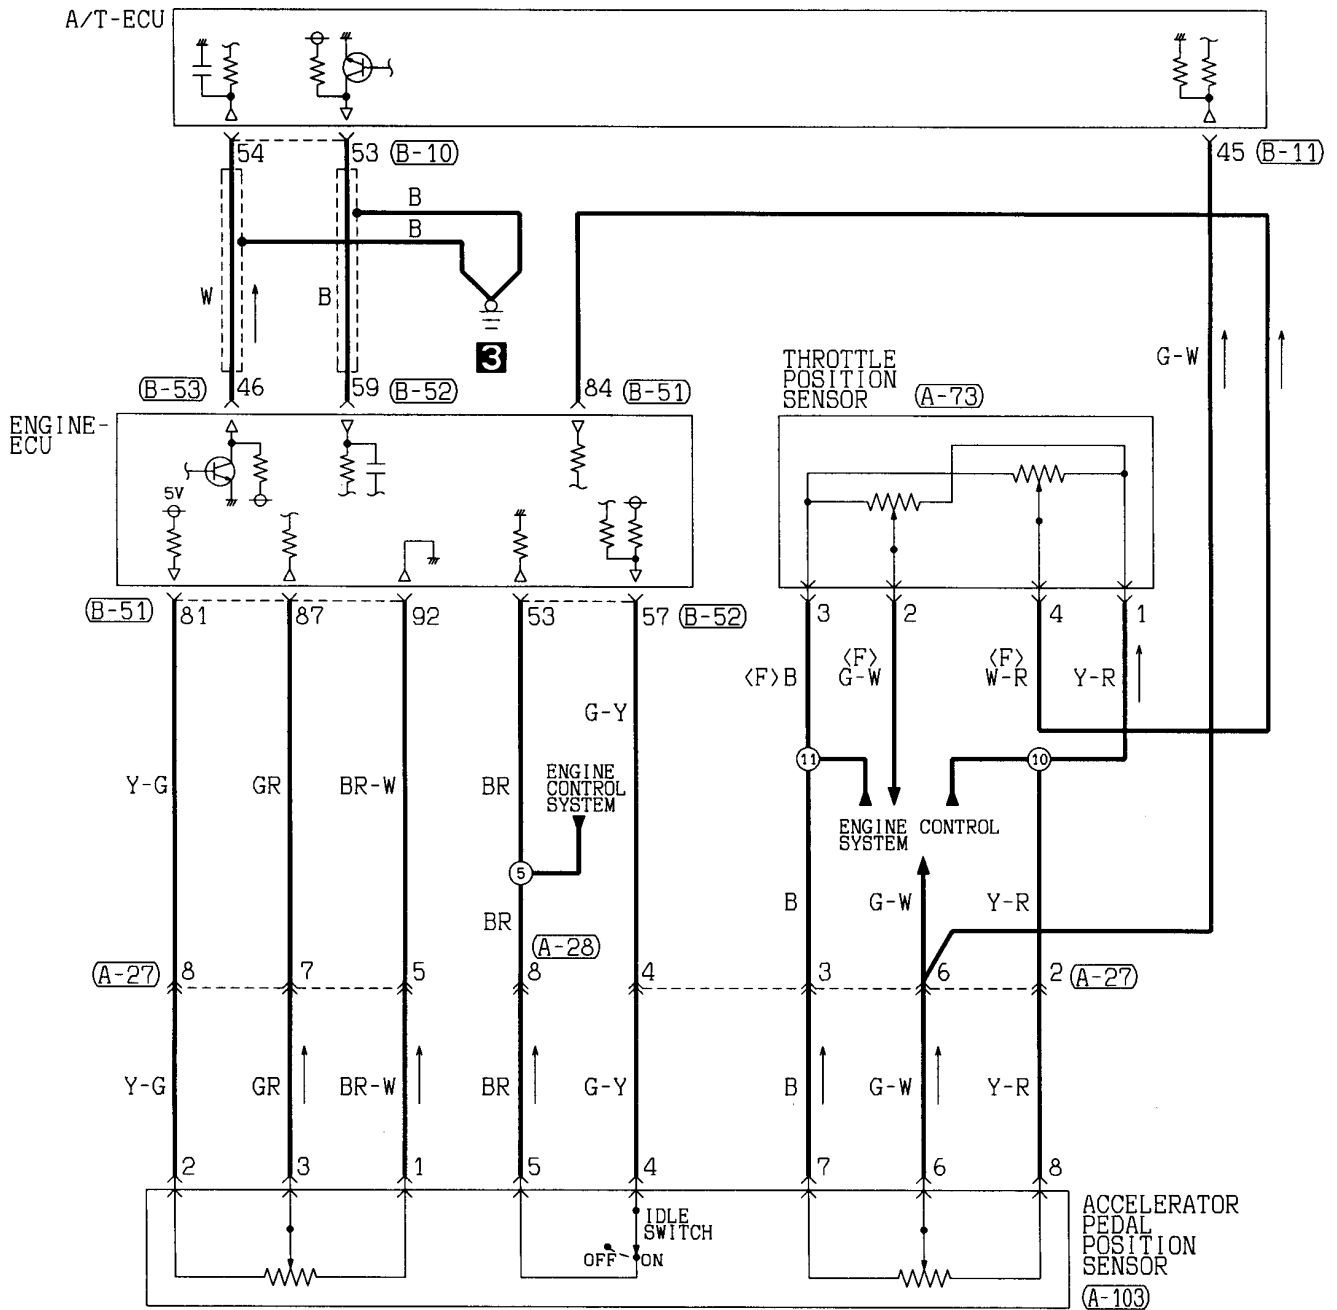 A/T-ECU
54 53 (B-10) 45 (B-11)
B
B
W B
3
G-W
THROTTLE
POSITION
SENSOR (A-73)
(B-53) 46 59 (B-52) 84 (B-51)
ENGINE-
ECU
5V
(B-51) 81 87 92 53 57 (B-52)
3 2 4 1
<F>B <F>
G-W <F>
W-R Y-R
G-Y
11 10
ENGINE
CONTROL
SYSTEM
Y-G GR BR-W BR
ENGINE CONTROL
SYSTEM
5
BR B G-W Y-R
(A-28)
(A-27) 8 7 5 8 4 3 6 2 (A-27)
Y-G GR BR-W BR G-Y B G-W Y-R
2 3 1 5 4 7 6 8
IDLE
SWITCH
OFF ON
ACCELERATOR
PEDAL
POSITION
SENSOR
(A-103)